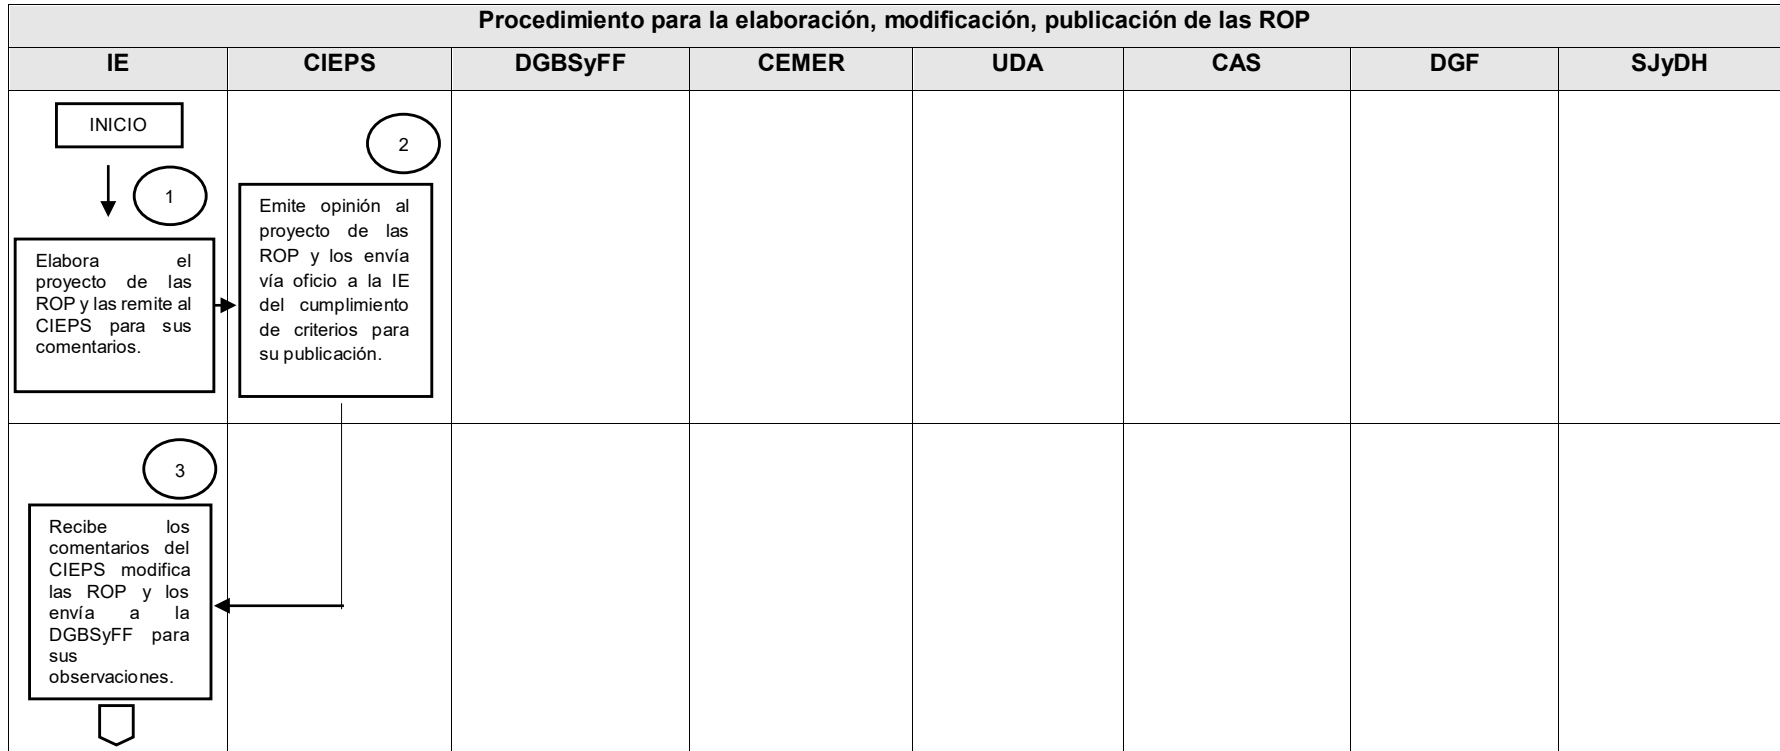 Procedimiento para la elaboración, modificación, publicación de las ROP
IE CIEPS DGBSyFF CEMER UDA CAS DGF SJyDH
INICIO
1
Elabora el
proyecto de las
ROP y las remite al
CIEPS para sus
comentarios.
2
Emite opinión al
proyecto de las
ROP y los envía
vía oficio a la IE
del cumplimiento
de criterios para
su publicación.
3
Recibe los
comentarios del
CIEPS modifica
las ROP y los
envía a la
DGBSyFF para
sus
observaciones.